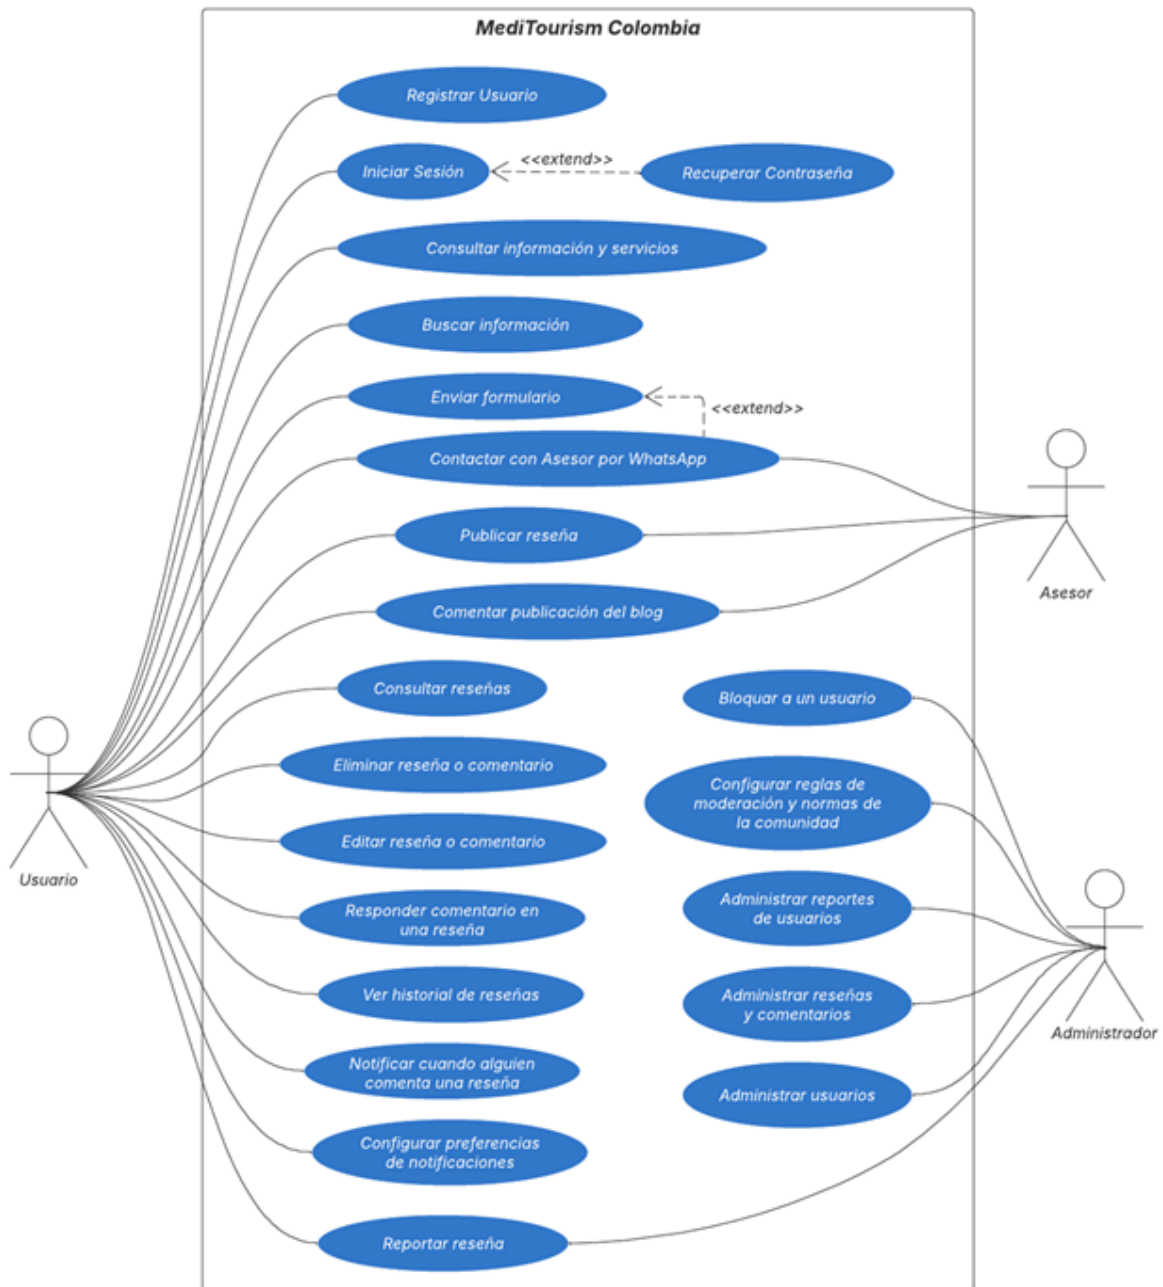 MediTourism Colombia
Registrar Usuario
Iniciar Sesión
<<extend>>
Recuperar Contraseña
Consultar información y servicios
Buscar información
Enviar formulario
<<extend>>
Contactar con Asesor por WhatsApp
Publicar reseña
Asesor
Comentar publicación del blog
Consultar reseñas
Bloquar a un usuario
Eliminar reseña o comentario
Configurar reglas de
moderación y normas de
la comunidad
Editar reseña o comentario
Usuario
Responder comentario en
una reseña
Administrar reportes
de usuarios
Ver historial de reseñas
Administrar reseñas
y comentarios
Administrador
Notificar cuando alguien
comenta una reseña
Administrar usuarios
Configurar preferencias
de notificaciones
Reportar reseña